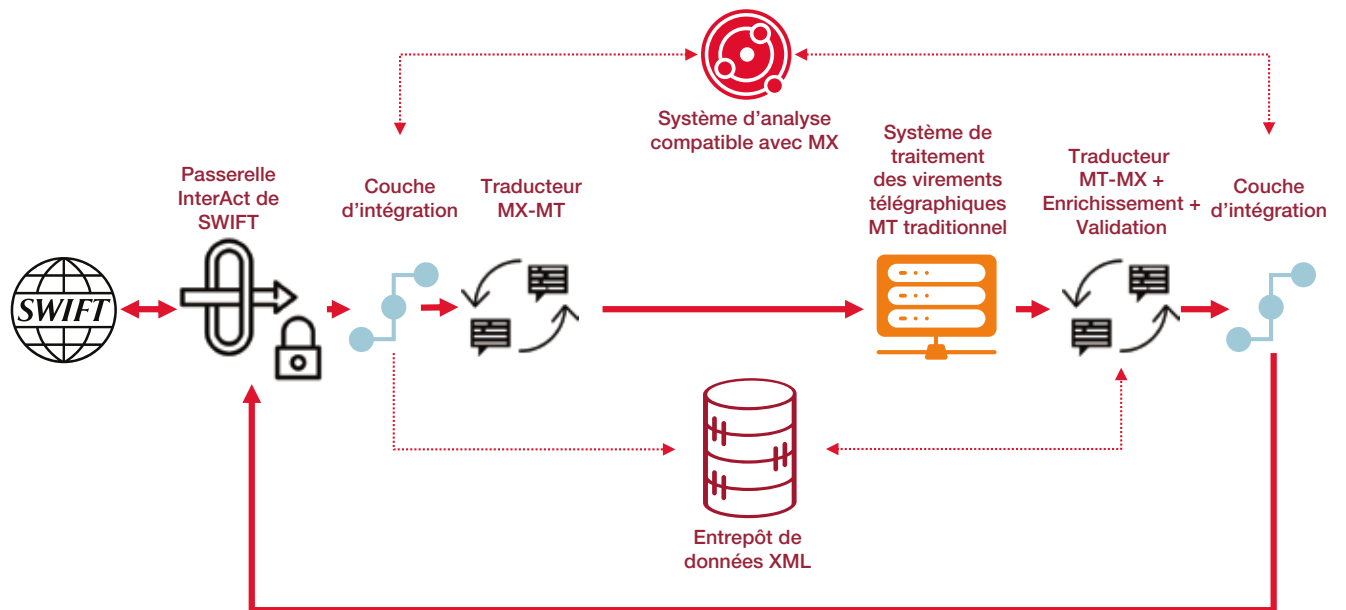 Système d’analyse
compatible avec MX
Passerelle
InterAct de
SWIFT
Couche
d’intégration
Traducteur
MX-MT
Système de
traitement
des virements
télégraphiques
MT traditionnel
Traducteur
MT-MX +
Enrichissement +
Validation
Couche
d’intégration
SWIFT
Entrepôt de
données XML